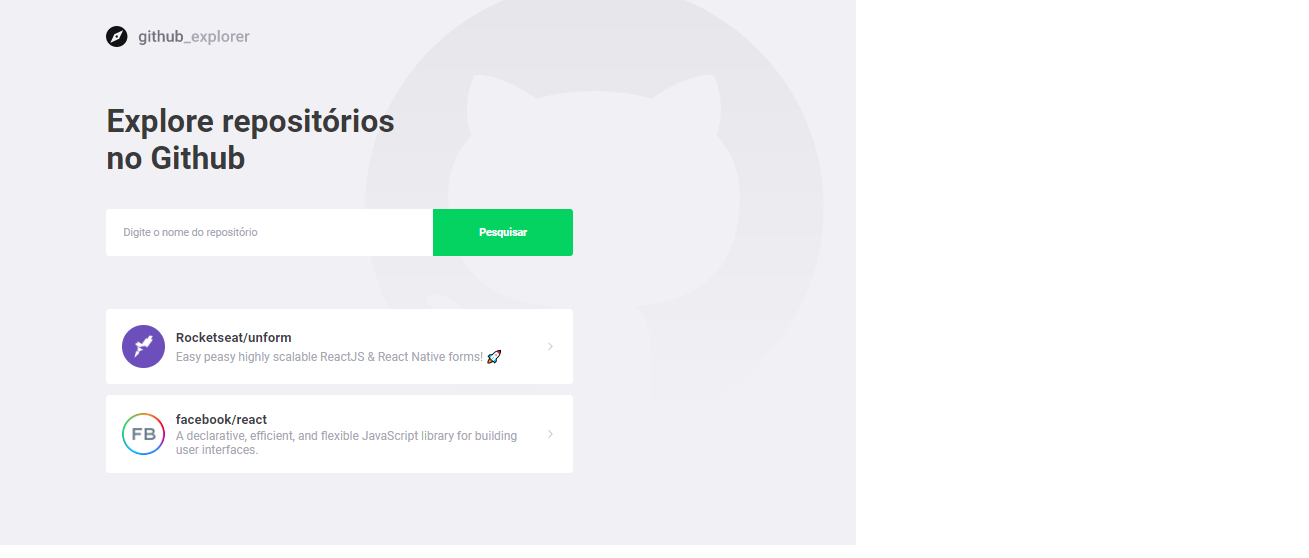 github_explorer
Explore repositórios
no Github
Digite o nome do repositório
Pesquisar
Rocketseat/unform
Easy peasy highly scalable ReactJS & React Native forms! 🚀
FB
facebook/react
A declarative, efficient, and flexible JavaScript library for building
user interfaces.